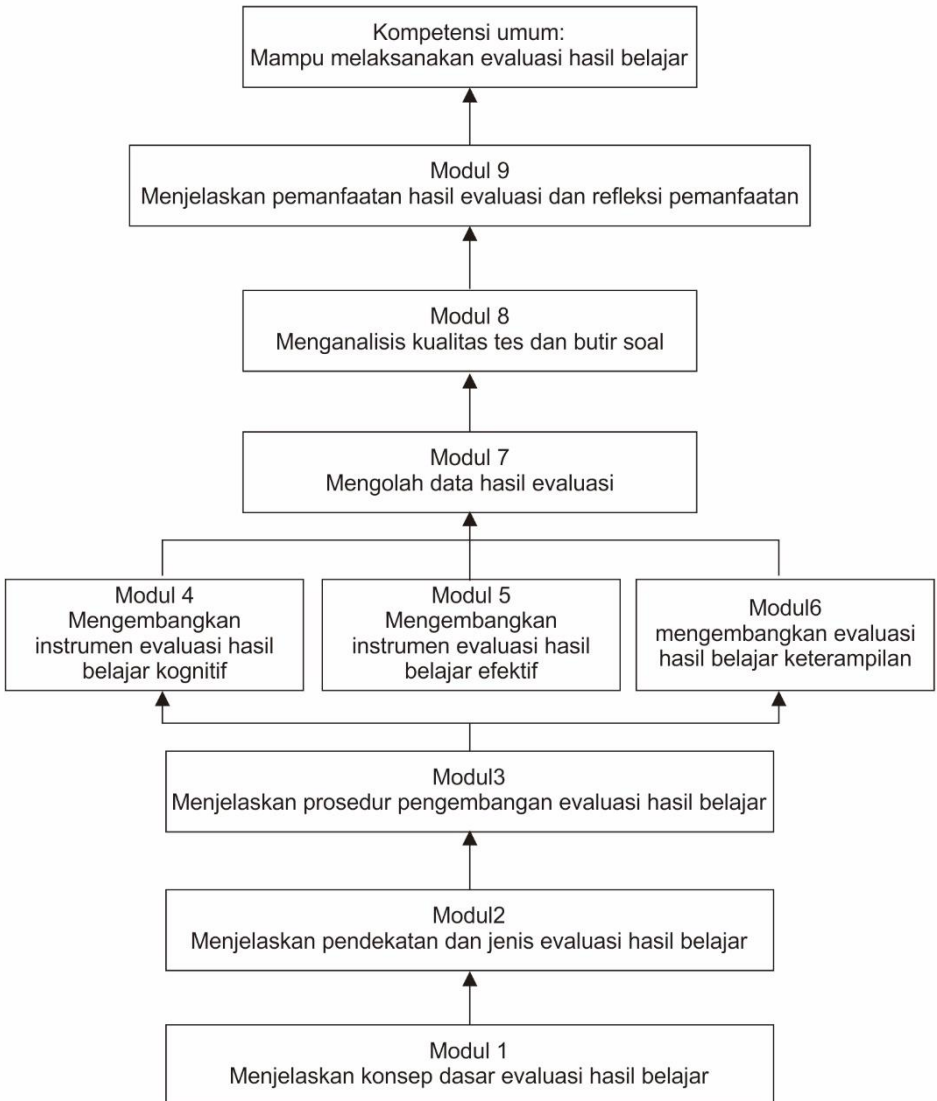 Kompetensi umum:
Mampu melaksanakan evaluasi hasil belajar
Modul 9
Menjelaskan pemanfaatan hasil evaluasi dan refleksi pemanfaatan
Modul 8
Menganalisis kualitas tes dan butir soal
Modul 7
Mengolah data hasil evaluasi
Modul 4
Mengembangkan
instrumen evaluasi hasil
belajar kognitif
Modul 5
Mengembangkan
instrumen evaluasi hasil
belajar efektif
Modul6
mengembangkan evaluasi
hasil belajar keterampilan
Modul3
Menjelaskan prosedur pengembangan evaluasi hasil belajar
Modul2
Menjelaskan pendekatan dan jenis evaluasi hasil belajar
Modul 1
Menjelaskan konsep dasar evaluasi hasil belajar